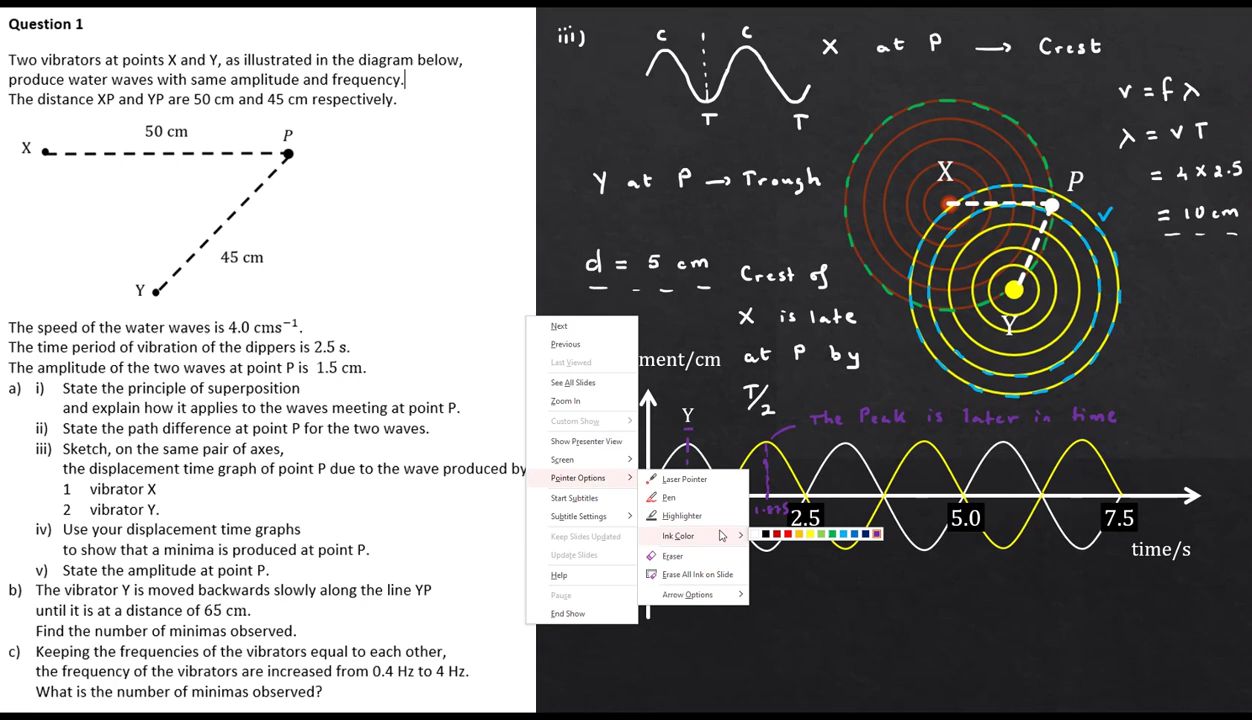 Question 1
Two vibrators at points X and Y, as illustrated in the diagram below,
produce water waves with same amplitude and frequency.
The distance XP and YP are 50 cm and 45 cm respectively.
50 cm
P
X
45 cm
Y
The speed of the water waves is 4.0 cms⁻¹.
The time period of vibration of the dippers is 2.5 s.
The amplitude of the two waves at point P is 1.5 cm.
a) i) State the principle of superposition
and explain how it applies to the waves meeting at point P.
ii) State the path difference at point P for the two waves.
iii) Sketch, on the same pair of axes,
the displacement time graph of point P due to the wave produced by
1 vibrator X
2 vibrator Y.
iv) Use your displacement time graphs
to show that a minima is produced at point P.
v) State the amplitude at point P.
b) The vibrator Y is moved backwards slowly along the line YP
until it is at a distance of 65 cm.
Find the number of minimas observed.
c) Keeping the frequencies of the vibrators equal to each other,
the frequency of the vibrators are increased from 0.4 Hz to 4 Hz.
What is the number of minimas observed?
iii)
C C
T T
X at P → Crest
v = f λ
λ = v T
= 4 × 2.5
= 10 cm
Y at P → Trough
X
P
Y
d = 5 cm
Crest of
X is late
at P by
T/2
ment/cm
Y
The Peak is later in time
1.875
2.5 5.0 7.5
time/s
Next
Previous
Last Viewed
See All Slides
Zoom In
Custom Show
Show Presenter View
Screen
Pointer Options
Start Subtitles
Subtitle Settings
Keep Slides Updated
Update Slides
Help
Pause
End Show
Laser Pointer
Pen
Highlighter
Ink Color
Eraser
Erase All Ink on Slide
Arrow Options